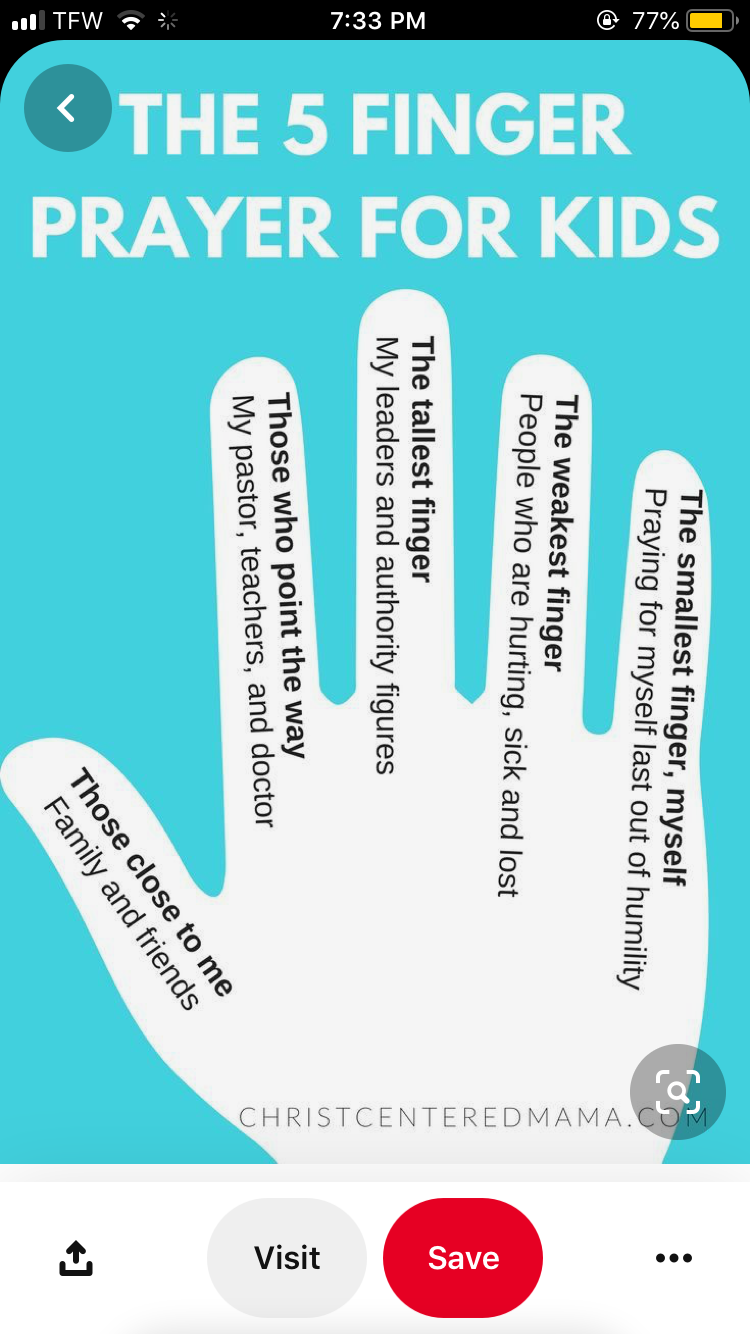 TFW
7:33 PM
77%
THE 5 FINGER
PRAYER FOR KIDS
Those close to me
Family and friends
Those who point the way
My pastor, teachers, and doctor
The tallest finger
My leaders and authority figures
The weakest finger
People who are hurting, sick and lost
The smallest finger, myself
Praying for myself last out of humility
CHRISTCENTEREDMAMA.COM
Visit
Save